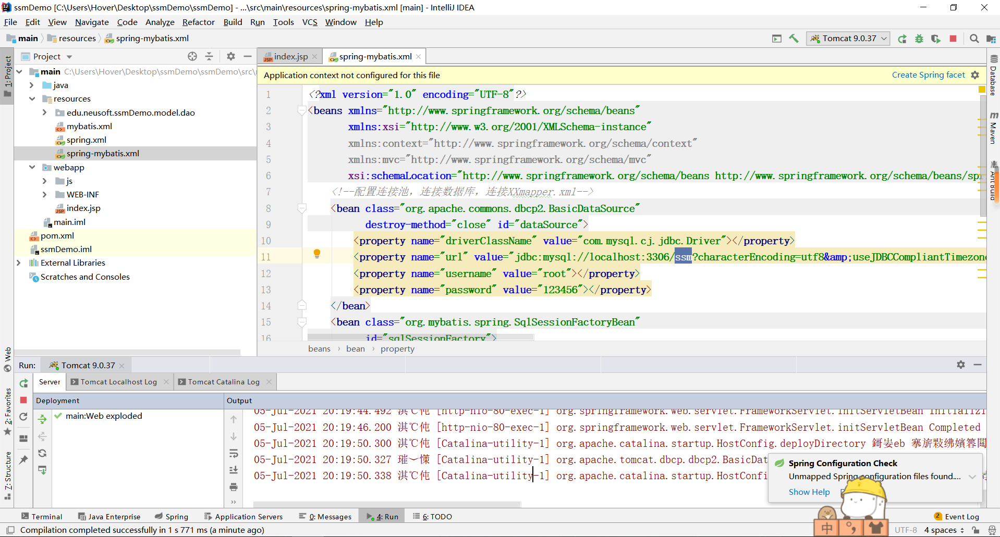 ssmDemo [C:\Users\Hover\Desktop\ssmDemo\ssmDemo] - ...\src\main\resources\spring-mybatis.xml [main] - IntelliJ IDEA
File Edit View Navigate Code Analyze Refactor Build Run Tools VCS Window Help
main resources spring-mybatis.xml
Tomcat 9.0.37
Project
index.jsp
spring-mybatis.xml
1: Project
main C:\Users\Hover\Desktop\ssmDemo\ssmDemo\src\
java
resources
edu.neusoft.ssmDemo.model.dao
mybatis.xml
spring.xml
spring-mybatis.xml
webapp
js
WEB-INF
index.jsp
main.iml
pom.xml
ssmDemo.iml
External Libraries
Scratches and Consoles
Application context not configured for this file
Create Spring facet
1 <?xml version="1.0" encoding="UTF-8"?>
2 <beans xmlns="http://www.springframework.org/schema/beans"
3 xmlns:xsi="http://www.w3.org/2001/XMLSchema-instance"
4 xmlns:context="http://www.springframework.org/schema/context"
5 xmlns:mvc="http://www.springframework.org/schema/mvc"
6 xsi:schemaLocation="http://www.springframework.org/schema/beans http://www.springframework.org/schema/beans/spr
7 <!--配置连接池，连接数据库，连接XXmapper.xml-->
8 <bean class="org.apache.commons.dbcp2.BasicDataSource"
9 destroy-method="close" id="dataSource">
10 <property name="driverClassName" value="com.mysql.cj.jdbc.Driver"></property>
11 <property name="url" value="jdbc:mysql://localhost:3306/ssm?characterEncoding=utf8&amp;useJDBCCompliantTimezone
12 <property name="username" value="root"></property>
13 <property name="password" value="123456"></property>
14 </bean>
15 <bean class="org.mybatis.spring.SqlSessionFactoryBean"
16 id="sqlSessionFactory">
beans › bean › property
Database
Maven
Ant Build
Web
2: Favorites
7: Structure
Run: Tomcat 9.0.37
Server
Tomcat Localhost Log
Tomcat Catalina Log
Deployment
Output
main:Web exploded
05-Jul-2021 20:19:44.492 淇℃伅 [http-nio-80-exec-1] org.springframework.web.servlet.FrameworkServlet.initServletBean Initializi
05-Jul-2021 20:19:46.200 淇℃伅 [http-nio-80-exec-1] org.springframework.web.servlet.FrameworkServlet.initServletBean Completed
05-Jul-2021 20:19:50.300 淇℃伅 [Catalina-utility-1] org.apache.catalina.startup.HostConfig.deployDirectory
05-Jul-2021 20:19:50.327 [Catalina-utility-1] org.apache.tomcat.dbcp.dbcp2.BasicDat
05-Jul-2021 20:19:50.338 淇℃伅 [Catalina-utility-1] org.apache.catalina.startup.HostConfi
Spring Configuration Check
Unmapped Spring configuration files found....
Show Help
Terminal
Java Enterprise
Spring
Application Servers
0: Messages
4: Run
6: TODO
2 Event Log
Compilation completed successfully in 1 s 771 ms (a minute ago)
中
UTF-8
4 spaces